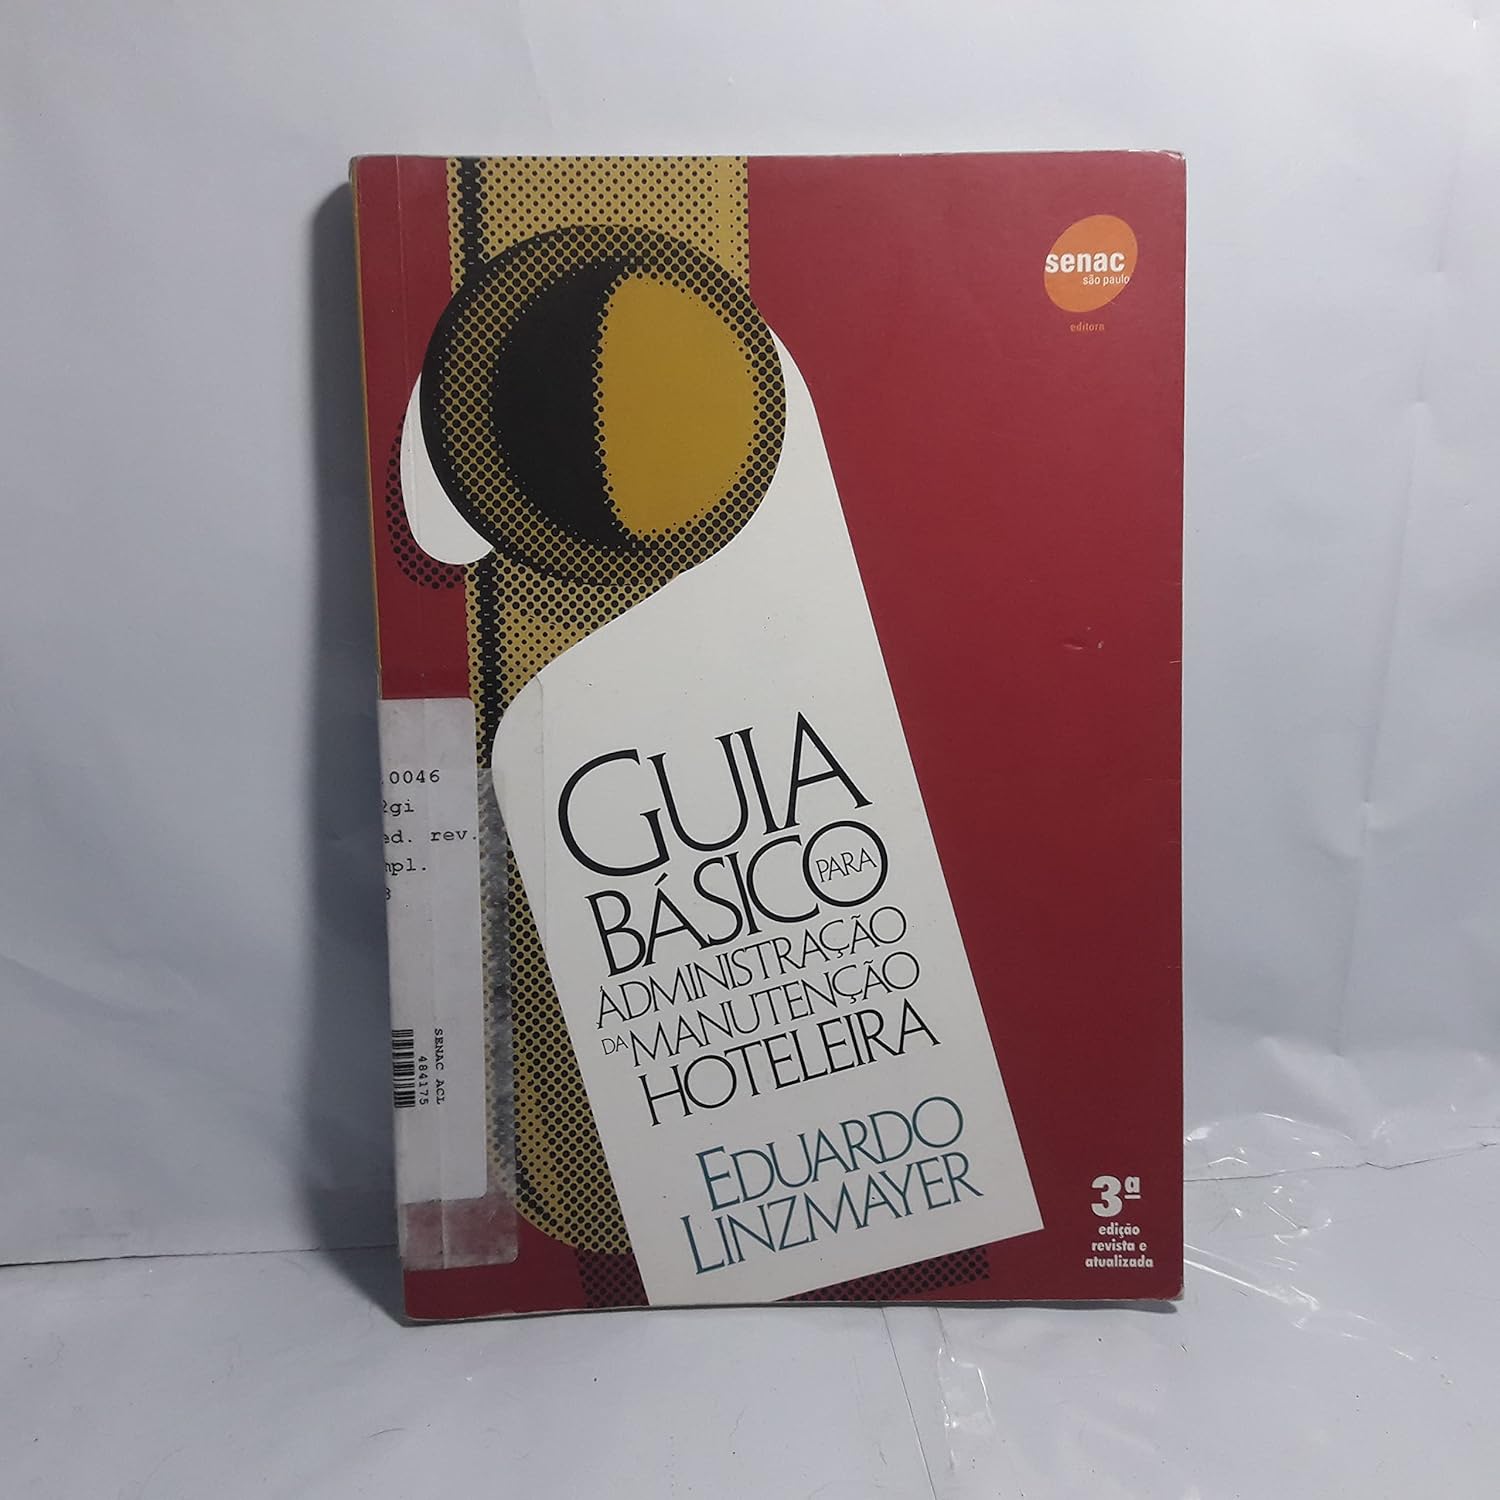 senac
são paulo
editora
GUIA
BÁSICO PARA
ADMINISTRAÇÃO
DA MANUTENÇÃO
HOTELEIRA
EDUARDO
LINZMAYER
3ª
edição
revista e
atualizada
.0046
2gi
ed. rev.
mpl.
SENAC ACL
484175